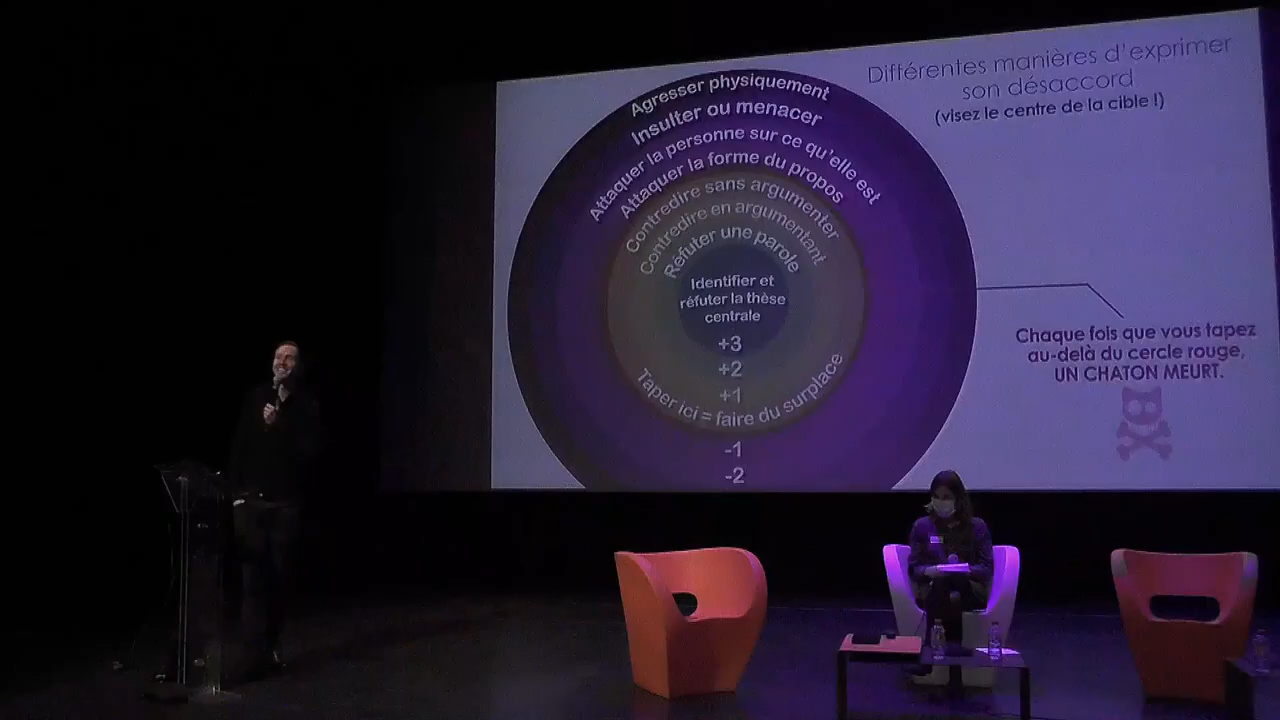 Différentes manières d'exprimer
son désaccord
(visez le centre de la cible !)
Agresser physiquement
Insulter ou menacer
Attaquer la personne sur ce qu'elle est
Attaquer la forme du propos
Contredire sans argumenter
Contredire en argumentant
Réfuter une parole
Identifier et
réfuter la thèse
centrale
+3
+2
+1
Taper ici = faire du surplace
-1
-2
Chaque fois que vous tapez
au-delà du cercle rouge,
UN CHATON MEURT.